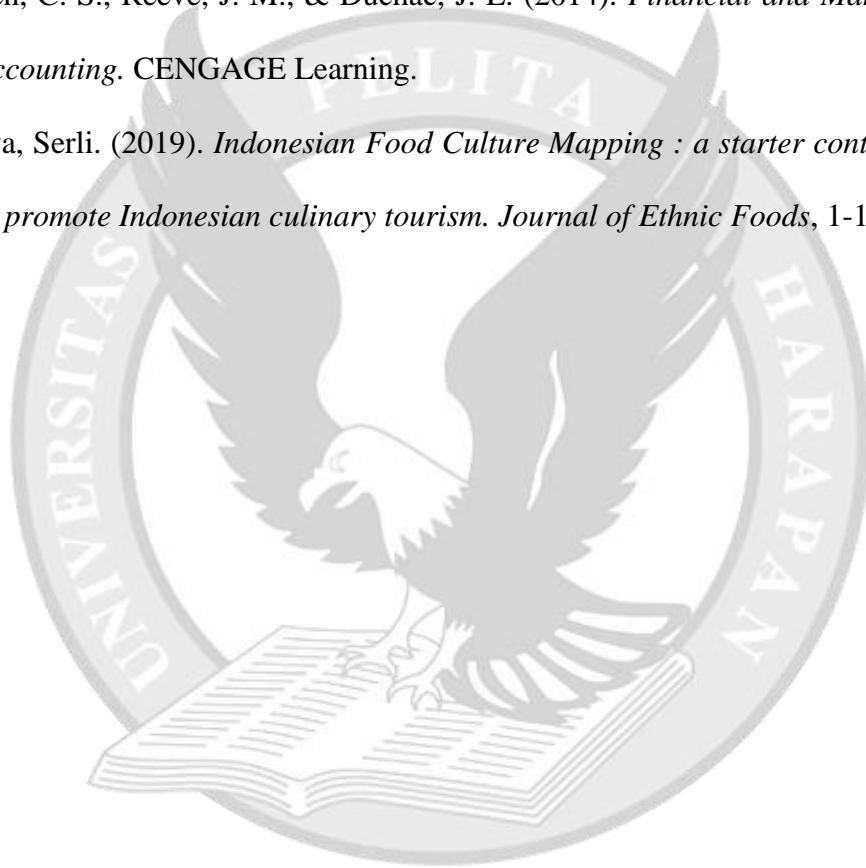 en, C. S., Reeve, J. M., & Duchac, J. E. (2014). Financial and Ma
ccounting. CENGAGE Learning.
a, Serli. (2019). Indonesian Food Culture Mapping : a starter cont
promote Indonesian culinary tourism. Journal of Ethnic Foods, 1-1
UNIVERSITAS PELITA HARAPAN